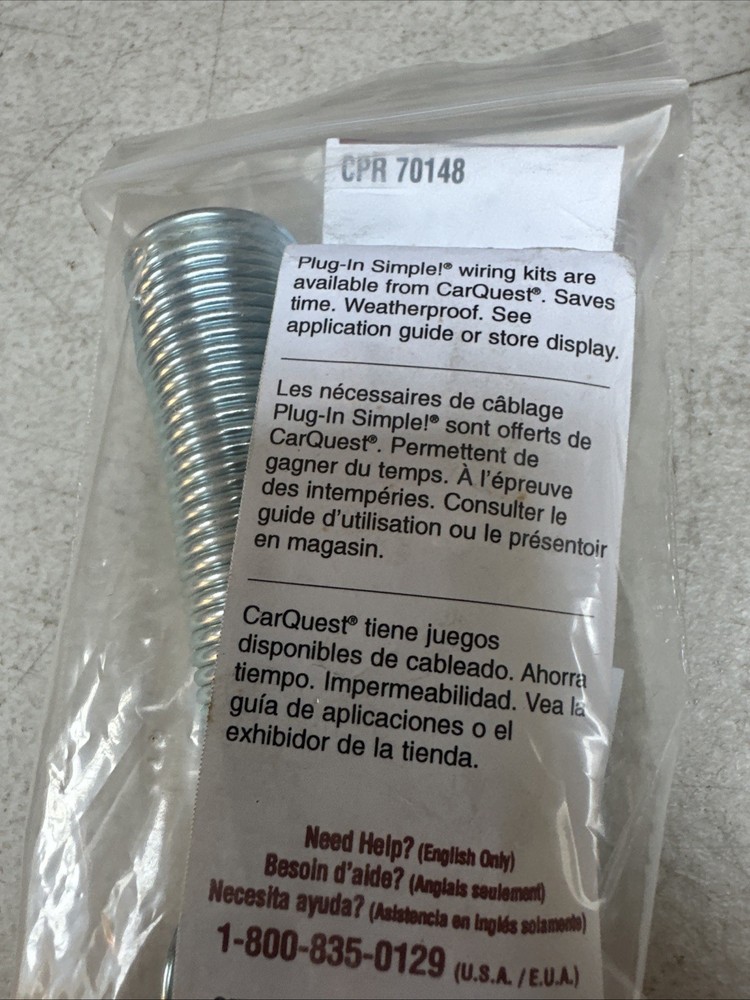 CPR 70148
Plug-In Simple!® wiring kits are
available from CarQuest®. Saves
time. Weatherproof. See
application guide or store display.
Les nécessaires de câblage
Plug-In Simple!® sont offerts de
CarQuest®. Permettent de
gagner du temps. À l'épreuve
des intempéries. Consulter le
guide d'utilisation ou le présentoir
en magasin.
CarQuest® tiene juegos
disponibles de cableado. Ahorra
tiempo. Impermeabilidad. Vea la
guía de aplicaciones o el
exhibidor de la tienda.
Need Help? (English Only)
Besoin d'aide? (Anglais seulement)
Necesita ayuda? (Asistencia en Inglés solamente)
1-800-835-0129 (U.S.A. / E.U.A.)